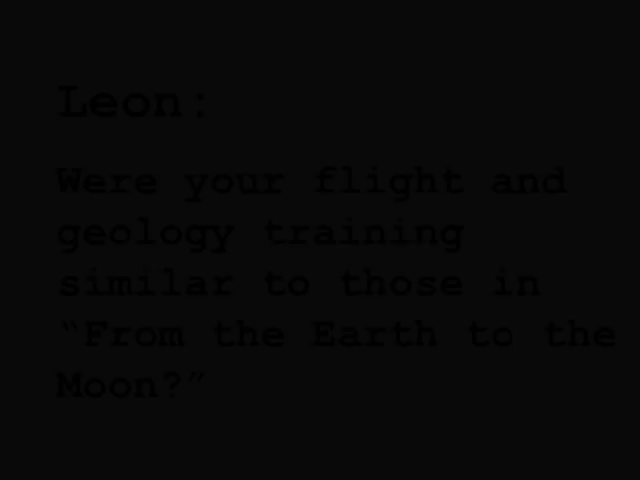 Leon:
Were your flight and
geology training
similar to those in
“From the Earth to the
Moon?”